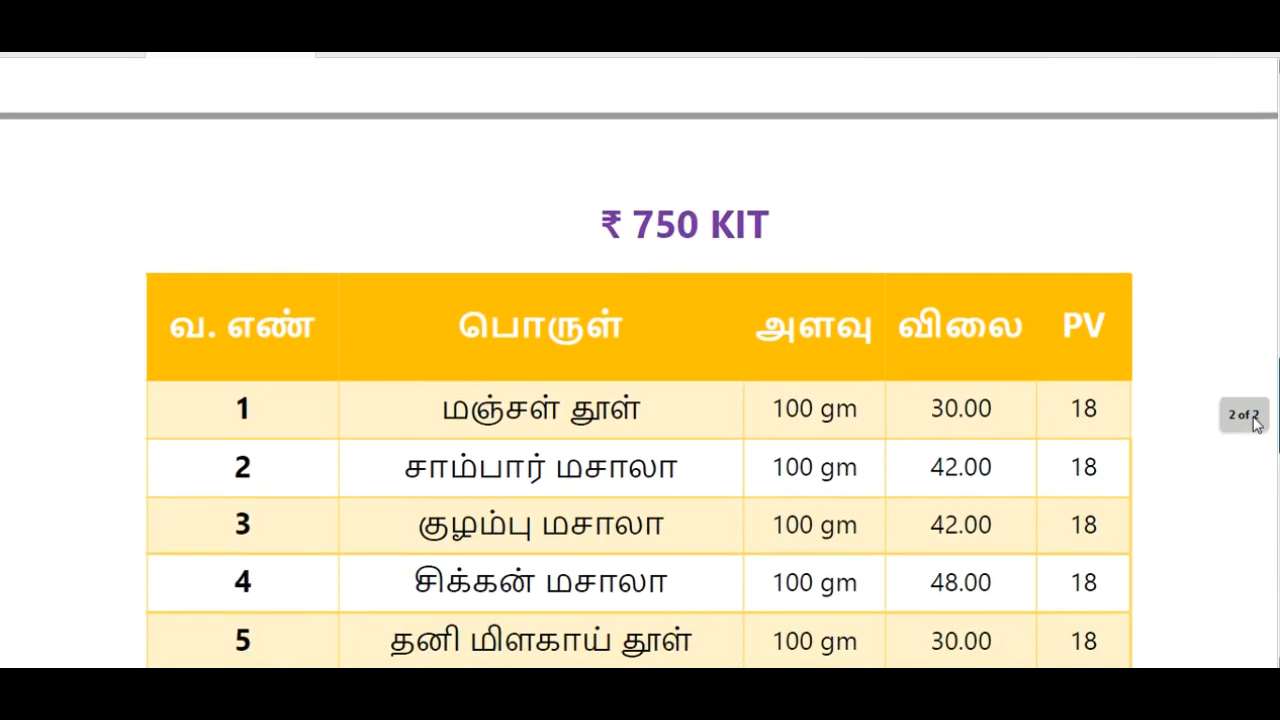 ₹ 750 KIT
வ. எண் பொருள் அளவு விலை PV
1 மஞ்சள் தூள் 100 gm 30.00 18
2 சாம்பார் மசாலா 100 gm 42.00 18
3 குழம்பு மசாலா 100 gm 42.00 18
2 of 2
4 சிக்கன் மசாலா 100 gm 48.00 18
5 தனி மிளகாய் தூள் 100 gm 30.00 18